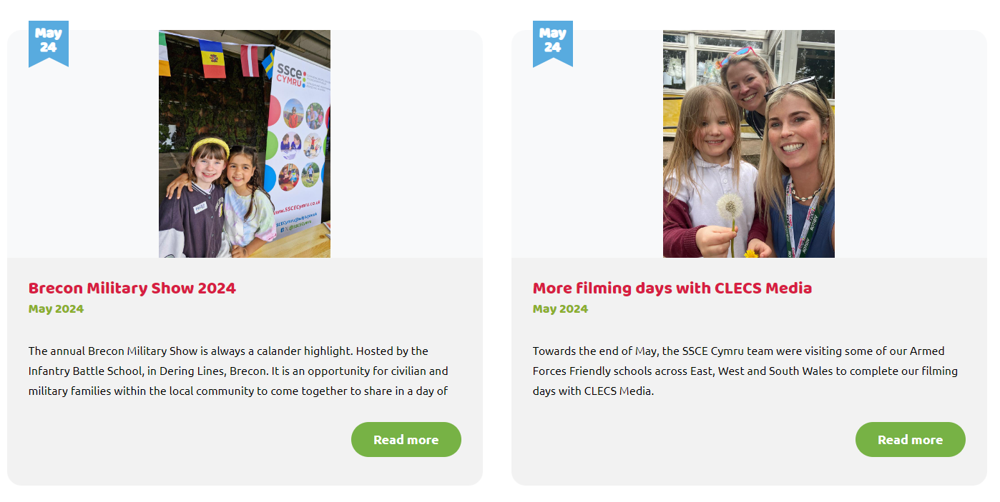 May
24
ssce
CYMRU
www.SSCECymru.co.uk
Brecon Military Show 2024
May 2024
The annual Brecon Military Show is always a calander highlight. Hosted by the
Infantry Battle School, in Dering Lines, Brecon. It is an opportunity for civilian and
military families within the local community to come together to share in a day of
Read more
May
24
More filming days with CLECS Media
May 2024
Towards the end of May, the SSCE Cymru team were visiting some of our Armed
Forces Friendly schools across East, West and South Wales to complete our filming
days with CLECS Media.
Read more